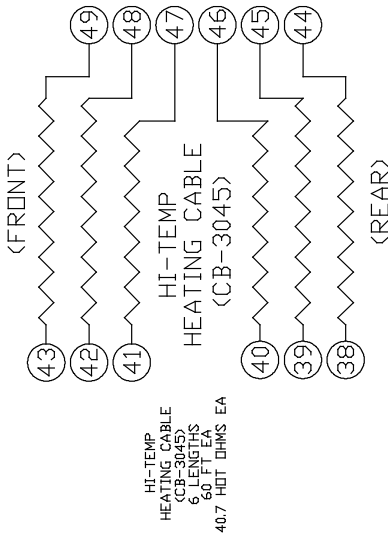 (FRONT)
49
48
47
46
45
44
HI-TEMP
HEATING CABLE
(CB-3045)
(REAR)
43
42
41
40
39
38
HI-TEMP
HEATING CABLE
(CB-3045)
6 LENGTHS
60 FT EA
40.7 HOT OHMS EA